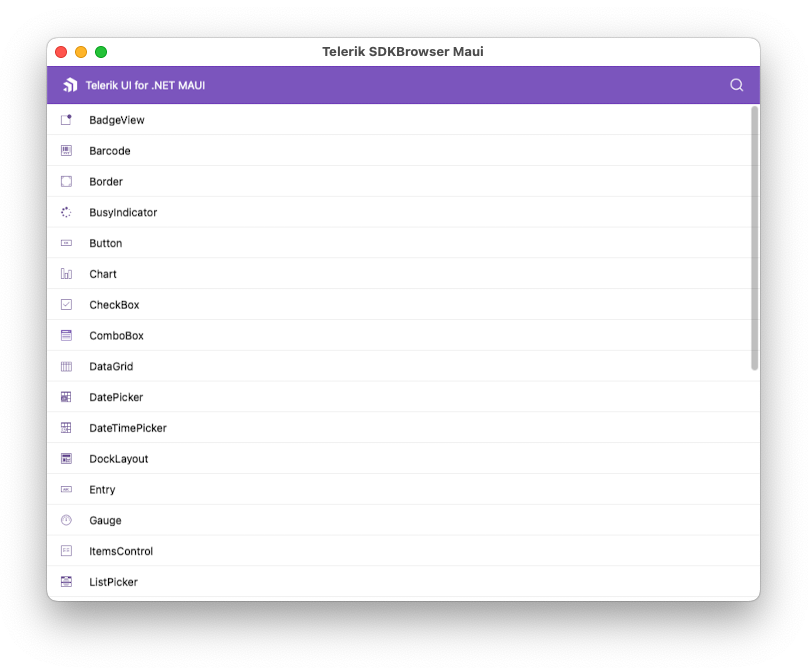 Telerik SDKBrowser Maui
Telerik UI for .NET MAUI
BadgeView
Barcode
Border
BusyIndicator
Button
Chart
CheckBox
ComboBox
DataGrid
DatePicker
DateTimePicker
DockLayout
Entry
Gauge
ItemsControl
ListPicker